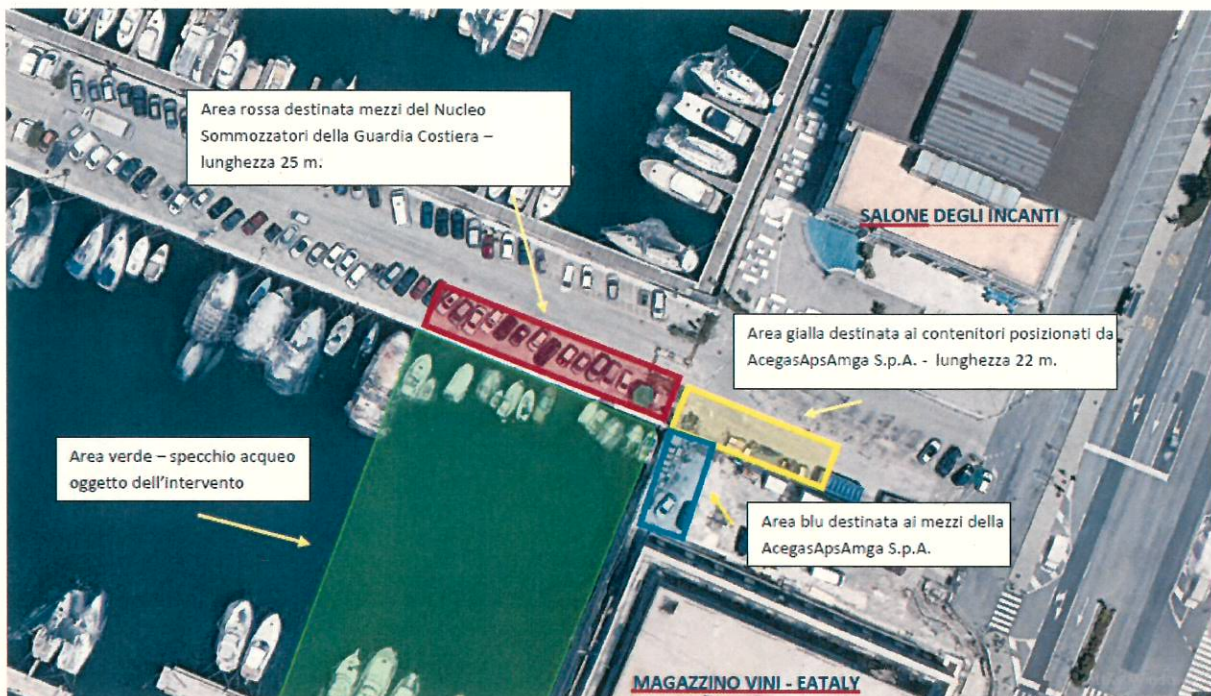 Area rossa destinata mezzi del Nucleo
Sommozzatori della Guardia Costiera –
lunghezza 25 m.
SALONE DEGLI INCANTI
Area gialla destinata ai contenitori posizionati da
AcegasApsAmga S.p.A. - lunghezza 22 m.
Area verde – specchio acqueo
oggetto dell'intervento
Area blu destinata ai mezzi della
AcegasApsAmga S.p.A.
MAGAZZINO VINI - EATALY